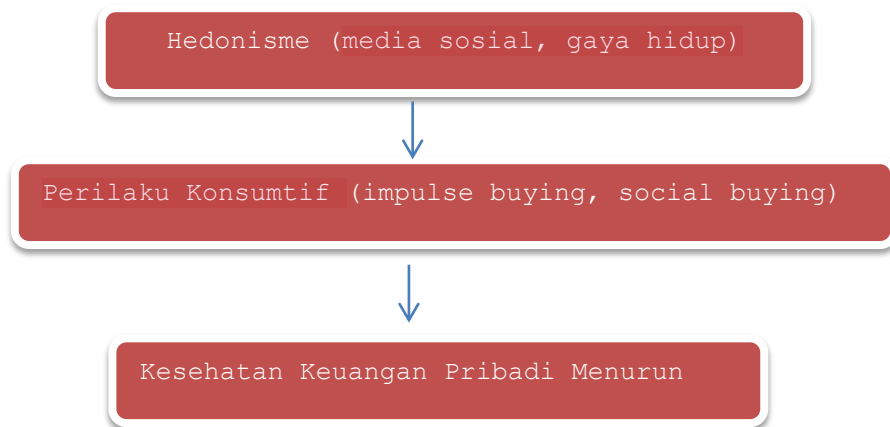 Hedonisme (media sosial, gaya hidup)
Perilaku Konsumtif (impulse buying, social buying)
Kesehatan Keuangan Pribadi Menurun